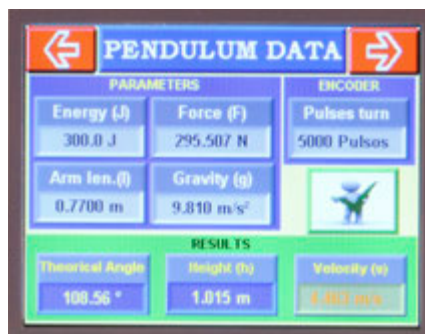 PENDULUM DATA
PARAMETERS
ENCODER
Energy (J)
Force (F)
Pulses turn
300.0 J
295.507 N
5000 Pulsos
Arm len.(l)
Gravity (g)
0.7700 m
9.810 m/s²
RESULTS
Theorical Angle
Height (h)
Velocity (v)
108.56 °
1.015 m
m/s